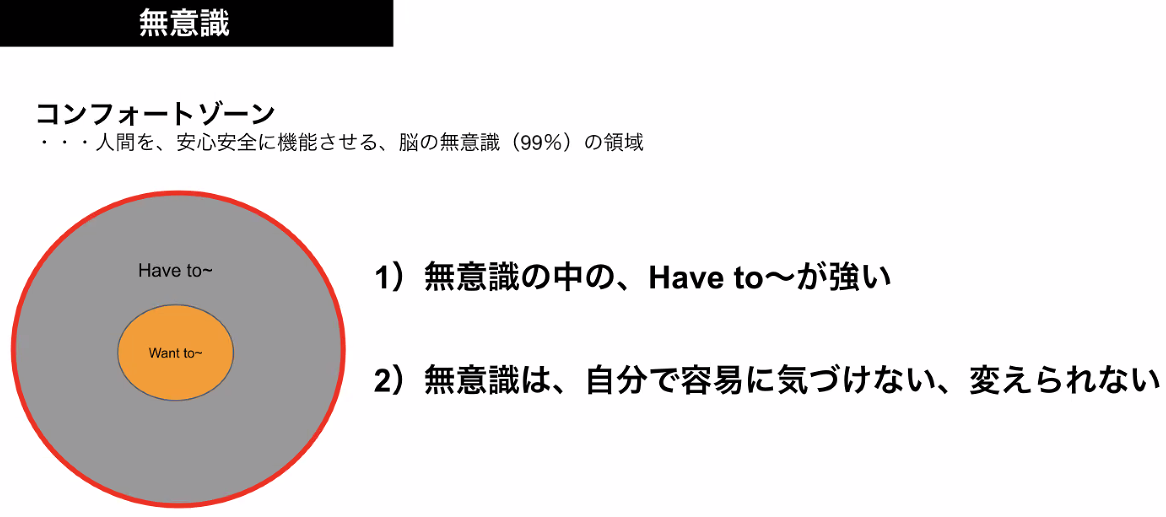 無意識
コンフォートゾーン
・・・人間を、安心安全に機能させる、脳の無意識（99％）の領域
Have to~
Want to~
1）無意識の中の、Have to〜が強い
2）無意識は、自分で容易に気づけない、変えられない